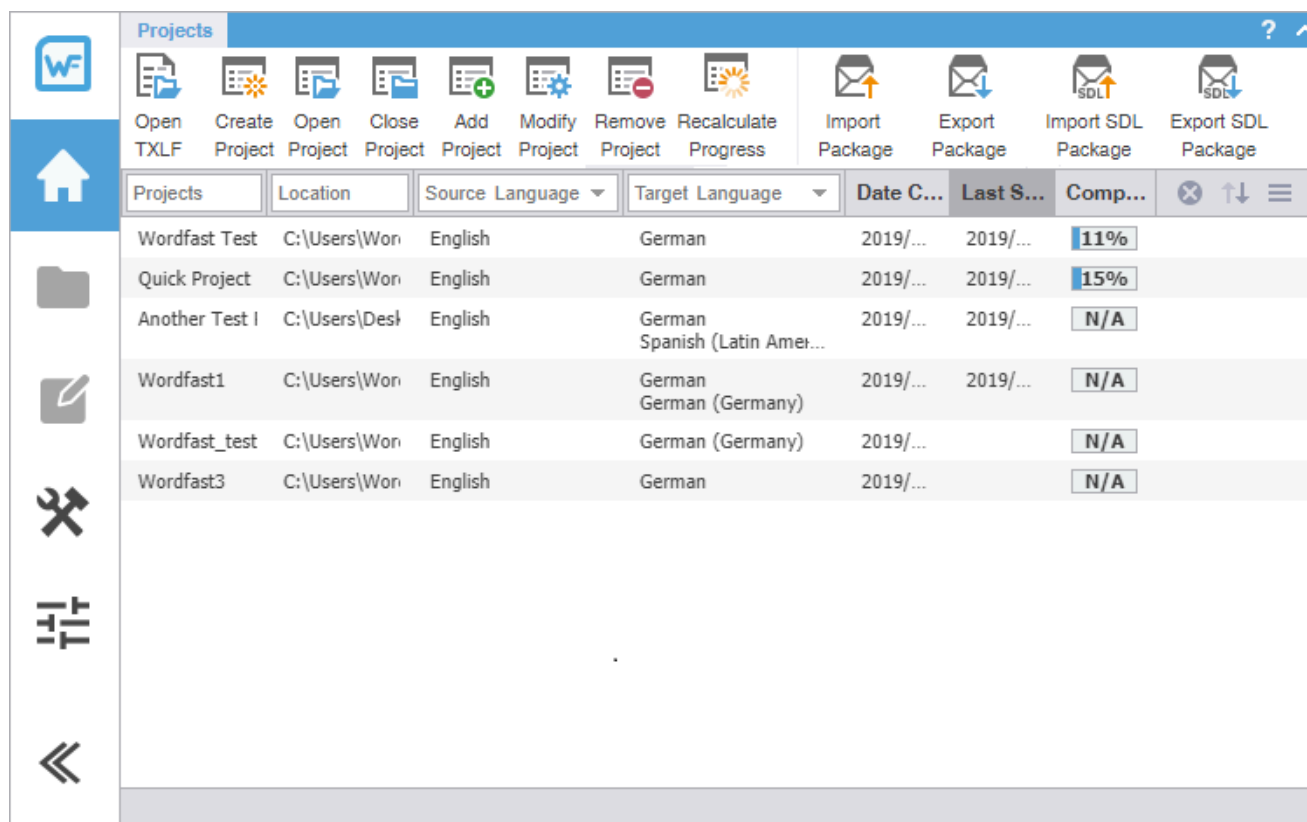 Projects
?
WF
Open TXLF
Create Project
Open Project
Close Project
Add Project
Modify Project
Remove Project
Recalculate Progress
Import Package
Export Package
SDL
Import SDL Package
SDL
Export SDL Package
Projects Location Source Language Target Language Date C... Last S... Comp...
Wordfast Test C:\Users\Wor English German 2019/... 2019/... 11%
Quick Project C:\Users\Wor English German 2019/... 2019/... 15%
Another Test C:\Users\Desk English German 2019/... 2019/... N/A
Spanish (Latin Amer...
Wordfast1 C:\Users\Wor English German 2019/... 2019/... N/A
German (Germany)
Wordfast_test C:\Users\Wor English German (Germany) N/A
Wordfast3 C:\Users\Wor English German 2019/... N/A